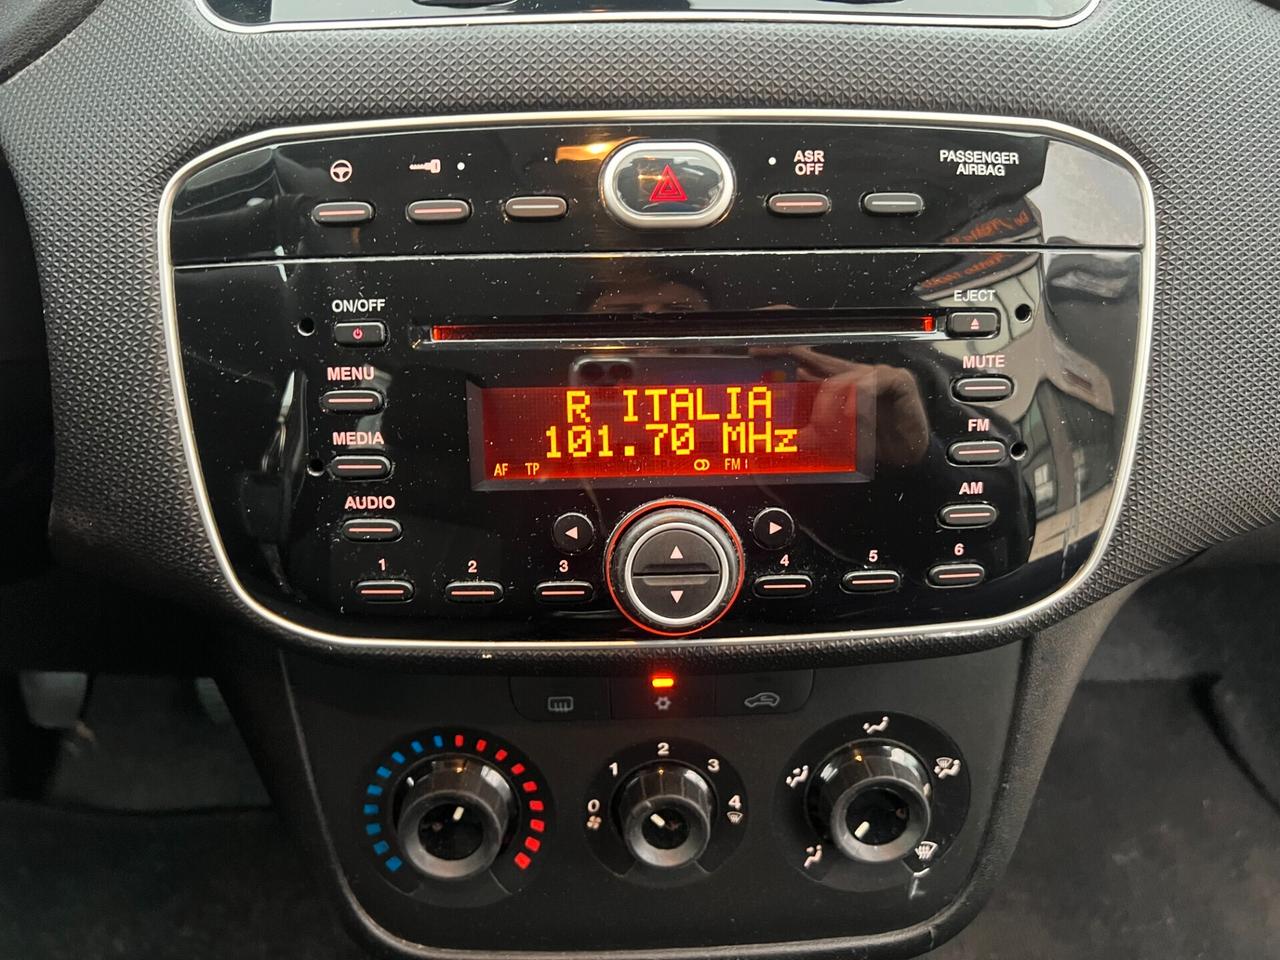 ASR
OFF
PASSENGER
AIRBAG
ON/OFF
EJECT
MENU
MUTE
MEDIA
FM
AUDIO
AM
R ITALIA
101.70 MHz
AF TP FM
1 2 3 4 5 6
0 1 2 3 4